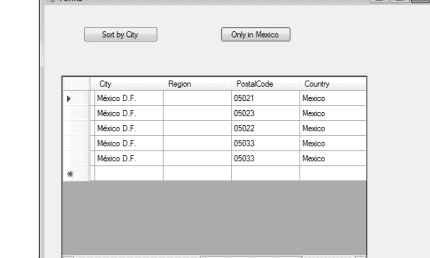 Sort by City Only in Mexico
City Region PostalCode Country
México D.F. 05021 Mexico
México D.F. 05023 Mexico
México D.F. 05022 Mexico
México D.F. 05033 Mexico
México D.F. 05033 Mexico